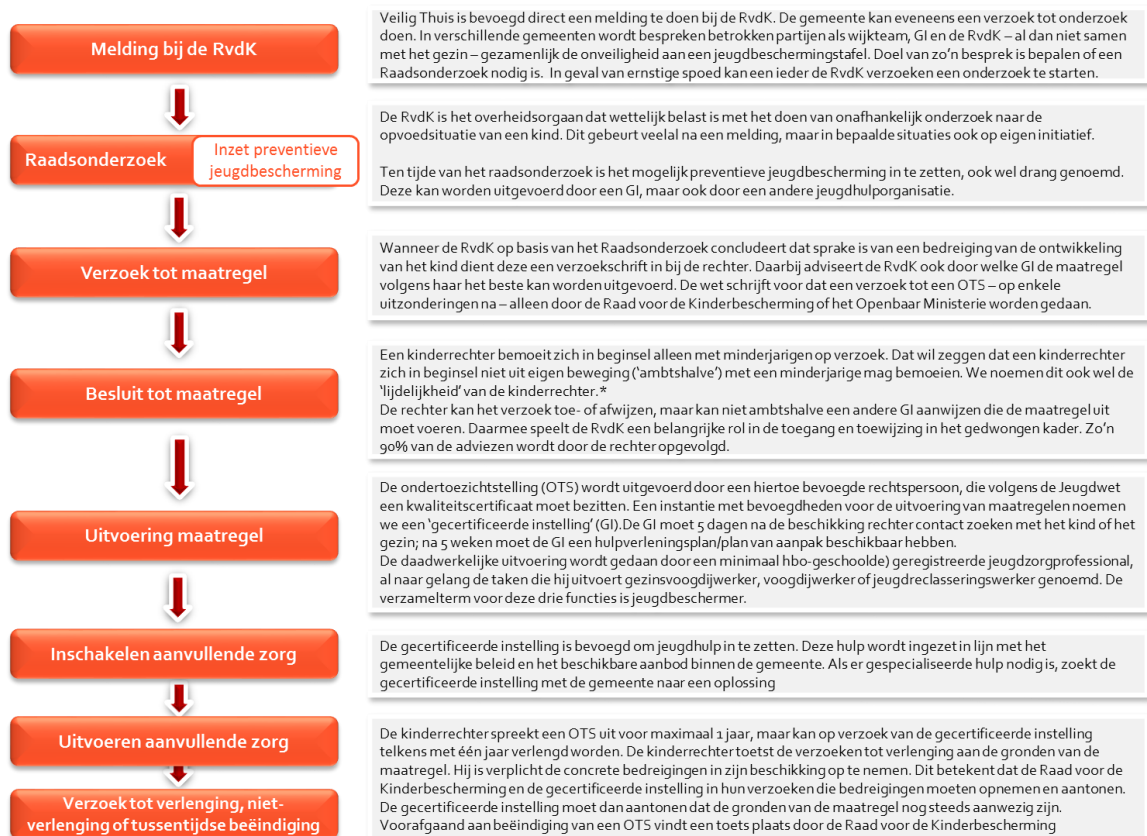 Melding bij de RvdK
Veilig Thuis is bevoegd direct een melding te doen bij de RvdK. De gemeente kan eveneens een verzoek tot onderzoek
doen. In verschillende gemeenten wordt bespreken betrokken partijen als wijkteam, GI en de RvdK – al dan niet samen
met het gezin – gezamenlijk de onveiligheid aan een jeugdbeschermingstafel. Doel van zo'n besprek is bepalen of een
Raadsonderzoek nodig is. In geval van ernstige spoed kan een ieder de RvdK verzoeken een onderzoek te starten.
Raadsonderzoek
Inzet preventieve
jeugdbescherming
De RvdK is het overheidsorgaan dat wettelijk belast is met het doen van onafhankelijk onderzoek naar de
opvoedsituatie van een kind. Dit gebeurt veelal na een melding, maar in bepaalde situaties ook op eigen initiatief.
Ten tijde van het raadsonderzoek is het mogelijk preventieve jeugdbescherming in te zetten, ook wel drang genoemd.
Deze kan worden uitgevoerd door een GI, maar ook door een andere jeugdhulporganisatie.
Verzoek tot maatregel
Wanneer de RvdK op basis van het Raadsonderzoek concludeert dat sprake is van een bedreiging van de ontwikkeling
van het kind dient deze een verzoekschrift in bij de rechter. Daarbij adviseert de RvdK ook door welke GI de maatregel
volgens haar het beste kan worden uitgevoerd. De wet schrijft voor dat een verzoek tot een OTS – op enkele
uitzonderingen na – alleen door de Raad voor de Kinderbescherming of het Openbaar Ministerie worden gedaan.
Besluit tot maatregel
Een kinderrechter bemoeit zich in beginsel alleen met minderjarigen op verzoek. Dat wil zeggen dat een kinderrechter
zich in beginsel niet uit eigen beweging ('ambtshalve') met een minderjarige mag bemoeien. We noemen dit ook wel de
'lijdelijkheid' van de kinderrechter.*
De rechter kan het verzoek toe- of afwijzen, maar kan niet ambtshalve een andere GI aanwijzen die de maatregel uit
moet voeren. Daarmee speelt de RvdK een belangrijke rol in de toegang en toewijzing in het gedwongen kader. Zo'n
90% van de adviezen wordt door de rechter opgevolgd.
Uitvoering maatregel
De ondertoezichtstelling (OTS) wordt uitgevoerd door een hiertoe bevoegde rechtspersoon, die volgens de Jeugdwet
een kwaliteitscertificaat moet bezitten. Een instantie met bevoegdheden voor de uitvoering van maatregelen noemen
we een 'gecertificeerde instelling' (GI).De GI moet 5 dagen na de beschikking rechter contact zoeken met het kind of het
gezin; na 5 weken moet de GI een hulpverleningsplan/plan van aanpak beschikbaar hebben.
De daadwerkelijke uitvoering wordt gedaan door een minimaal hbo-geschoolde) geregistreerde jeugdzorgprofessional,
al naar gelang de taken die hij uitvoert gezinsvoogdijwerker, voogdijwerker of jeugdreclasseringswerker genoemd. De
verzamelterm voor deze drie functies is jeugdbeschermer.
Inschakelen aanvullende zorg
De gecertificeerde instelling is bevoegd om jeugdhulp in te zetten. Deze hulp wordt ingezet in lijn met het
gemeentelijke beleid en het beschikbare aanbod binnen de gemeente. Als er gespecialiseerde hulp nodig is, zoekt de
gecertificeerde instelling met de gemeente naar een oplossing
Uitvoeren aanvullende zorg
Verzoek tot verlenging, niet-
verlenging of tussentijdse beëindiging
De kinderrechter spreekt een OTS uit voor maximaal 1 jaar, maar kan op verzoek van de gecertificeerde instelling
telkens met één jaar verlengd worden. De kinderrechter toetst de verzoeken tot verlenging aan de gronden van de
maatregel. Hij is verplicht de concrete bedreigingen in zijn beschikking op te nemen. Dit betekent dat de Raad voor de
Kinderbescherming en de gecertificeerde instelling in hun verzoeken die bedreigingen moeten opnemen en aantonen.
De gecertificeerde instelling moet dan aantonen dat de gronden van de maatregel nog steeds aanwezig zijn.
Voorafgaand aan beëindiging van een OTS vindt een toets plaats door de Raad voor de Kinderbescherming